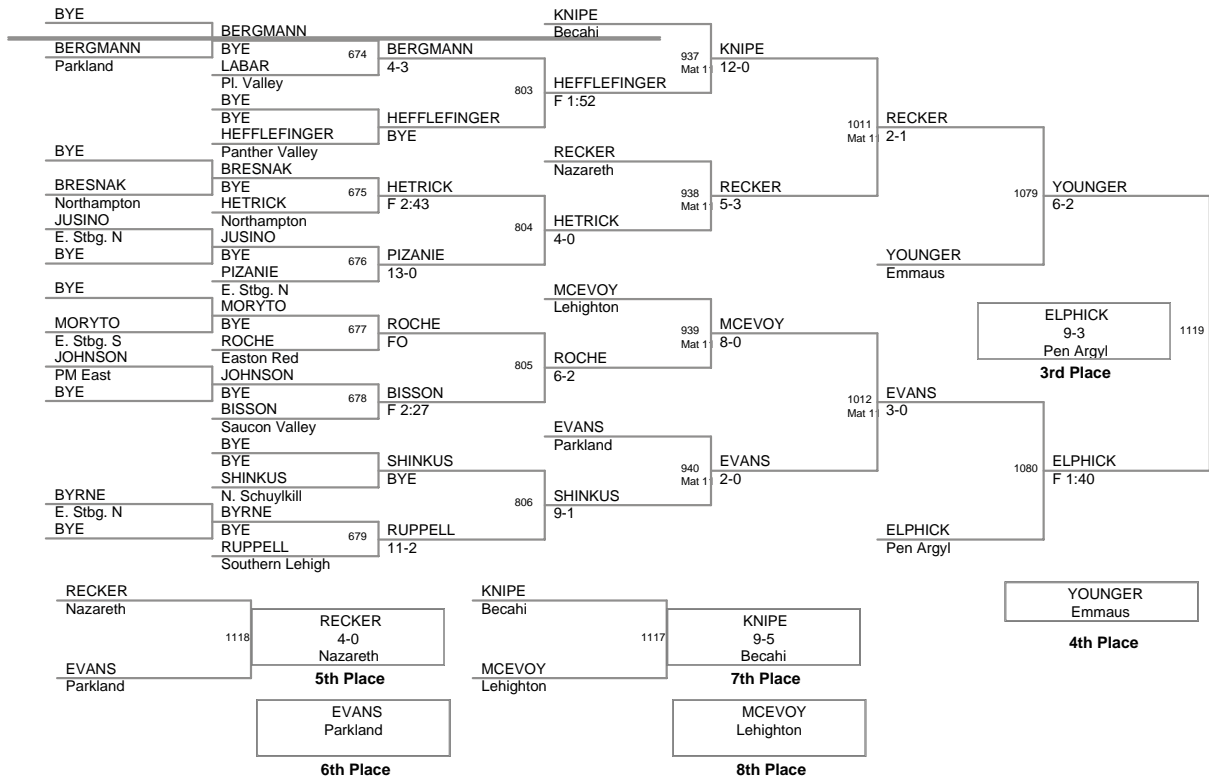 BYE
BERGMANN
Parkland
BYE
BRESNAK
Northampton
JUSINO
E. Stbg. N
BYE
BYE
MORYTO
E. Stbg. S
JOHNSON
PM East
BYE
BYRNE
E. Stbg. N
BYE
BERGMANN
BYE
LABAR
Pl. Valley
BYE
BYE
HEFFLEFINGER
Panther Valley
BRESNAK
BYE
HETRICK
Northampton
JUSINO
BYE
PIZANIE
E. Stbg. N
MORYTO
BYE
ROCHE
Easton Red
JOHNSON
BYE
BISSON
Saucon Valley
BYE
BYE
SHINKUS
N. Schuylkill
BYRNE
BYE
RUPPELL
Southern Lehigh
674
675
676
677
678
679
BERGMANN
4-3
HEFFLEFINGER
BYE
HETRICK
F 2:43
PIZANIE
13-0
ROCHE
FO
BISSON
F 2:27
SHINKUS
BYE
RUPPELL
11-2
803
804
805
806
KNIPE
Becahi
HEFFLEFINGER
F 1:52
RECKER
Nazareth
HETRICK
4-0
MCEVOY
Lehighton
ROCHE
6-2
EVANS
Parkland
SHINKUS
9-1
937
Mat 11
938
Mat 11
939
Mat 11
940
Mat 11
KNIPE
12-0
RECKER
5-3
MCEVOY
8-0
EVANS
2-0
1011
Mat 11
1012
Mat 11
RECKER
2-1
YOUNGER
Emmaus
EVANS
3-0
ELPHICK
Pen Argyl
1079
1080
YOUNGER
6-2
ELPHICK
F 1:40
ELPHICK
9-3
Pen Argyl
3rd Place
1119
YOUNGER
Emmaus
4th Place
RECKER
Nazareth
EVANS
Parkland
1118
RECKER
4-0
Nazareth
5th Place
EVANS
Parkland
6th Place
KNIPE
Becahi
MCEVOY
Lehighton
1117
KNIPE
9-5
Becahi
7th Place
MCEVOY
Lehighton
8th Place